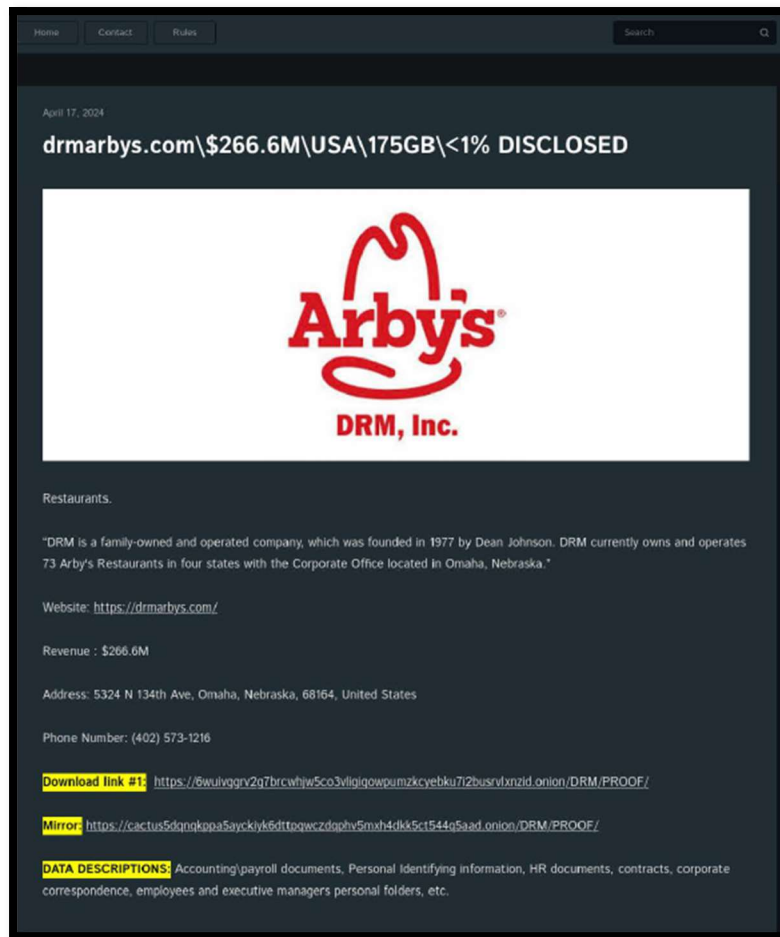 Home Contact Rules Search
April 17, 2024
drmarbys.com\$266.6M\USA\175GB\<1% DISCLOSED
Arby's®
DRM, Inc.
Restaurants.
"DRM is a family-owned and operated company, which was founded in 1977 by Dean Johnson. DRM currently owns and operates
73 Arby's Restaurants in four states with the Corporate Office located in Omaha, Nebraska."
Website: https://drmarbys.com/
Revenue : $266.6M
Address: 5324 N 134th Ave, Omaha, Nebraska, 68164, United States
Phone Number: (402) 573-1216
Download link #1:
Mirror:
DATA DESCRIPTIONS: Accounting\payroll documents, Personal Identifying information, HR documents, contracts, corporate
correspondence, employees and executive managers personal folders, etc.